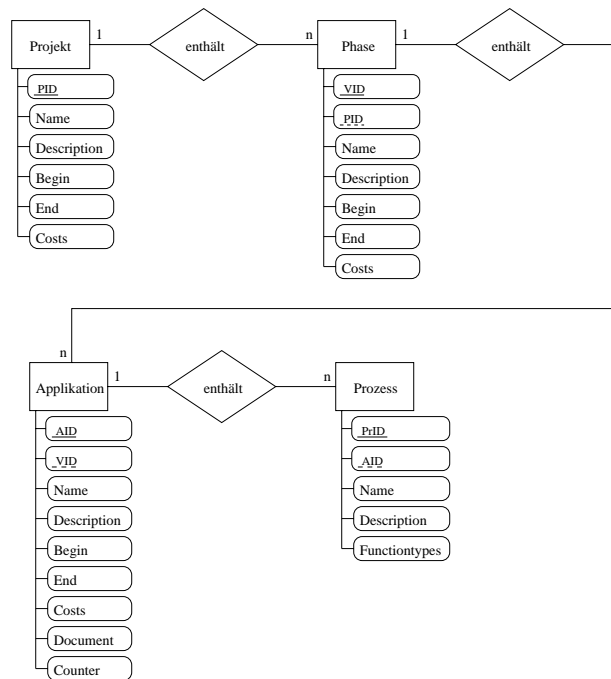 Projekt 1 enthält n Phase 1 enthält
PID
Name
Description
Begin
End
Costs
VID
PID
Name
Description
Begin
End
Costs
n
Applikation 1 enthält n Prozess
AID
VID
Name
Description
Begin
End
Costs
Document
Counter
PrID
AID
Name
Description
Functiontypes